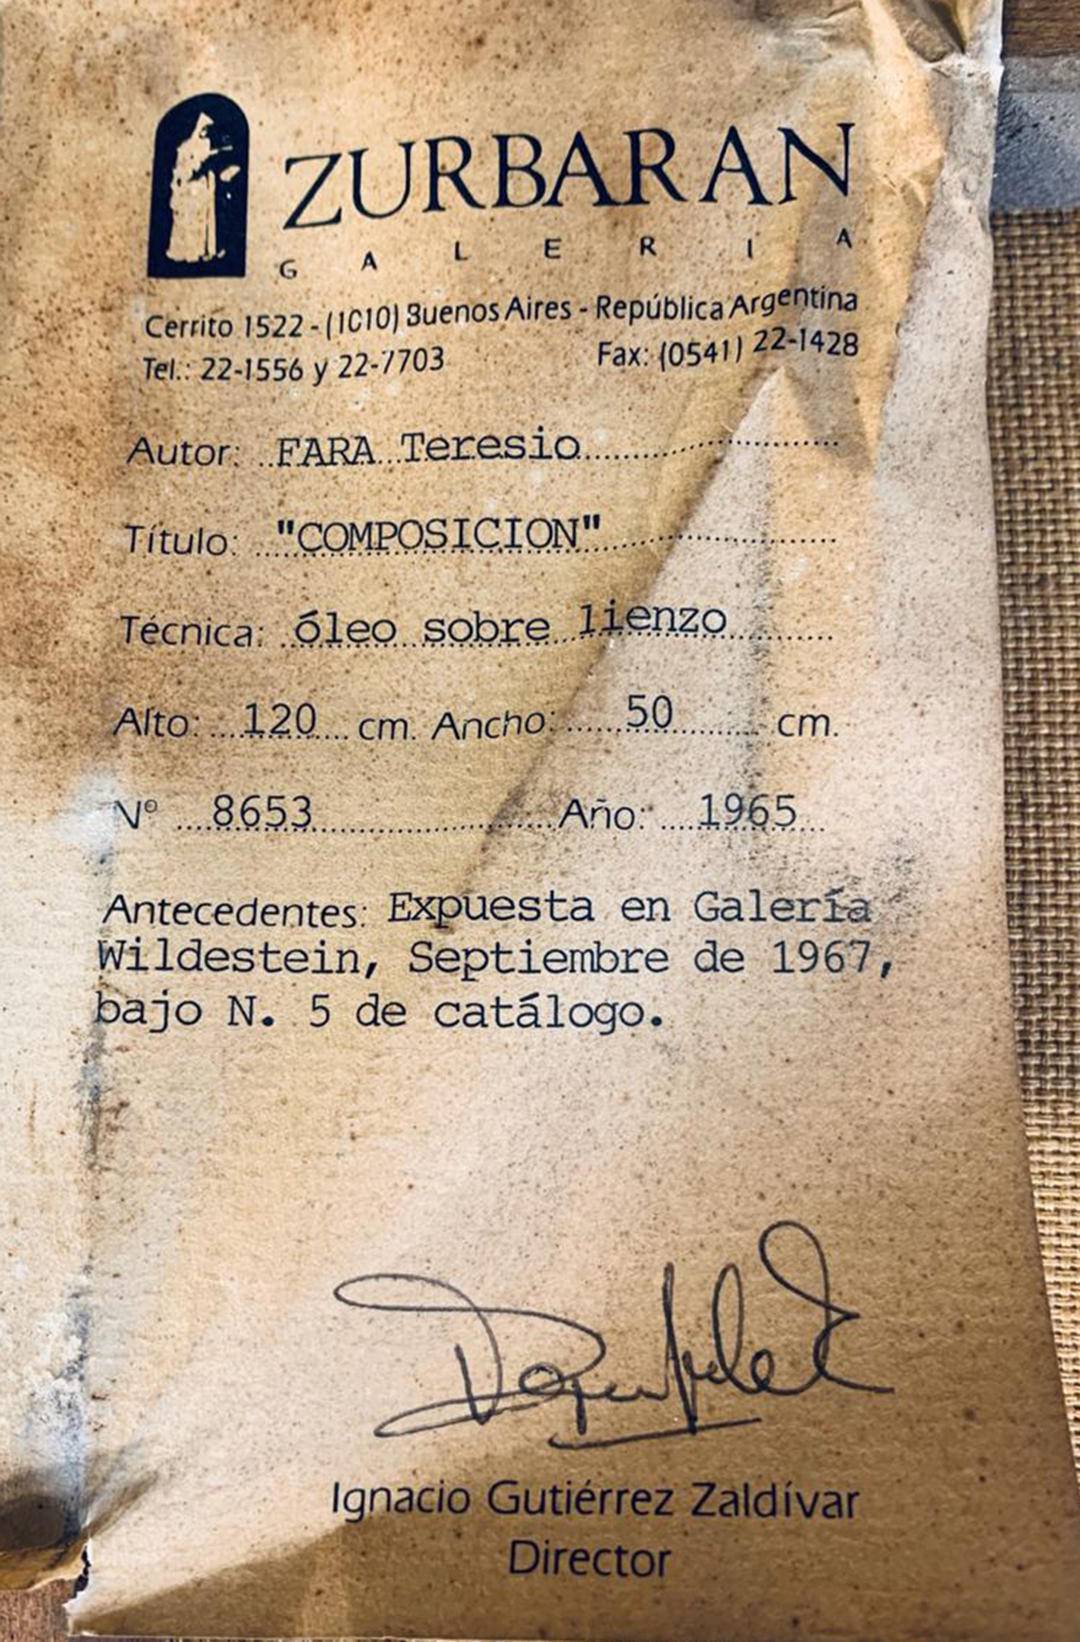 ZURBARAN
GALERIA
Cerrito 1522 - (1010) Buenos Aires - República Argentina
Tel.: 22-1556 y 22-7703 Fax: (0541) 22-1428
Autor: FARA Teresio
Título: "COMPOSICION"
Técnica: óleo sobre lienzo
Alto: 120 cm. Ancho: 50 cm.
Nº 8653 Año: 1965
Antecedentes: Expuesta en Galería
Wildestein, Septiembre de 1967,
bajo N. 5 de catálogo.
Ignacio Gutiérrez Zaldívar
Director